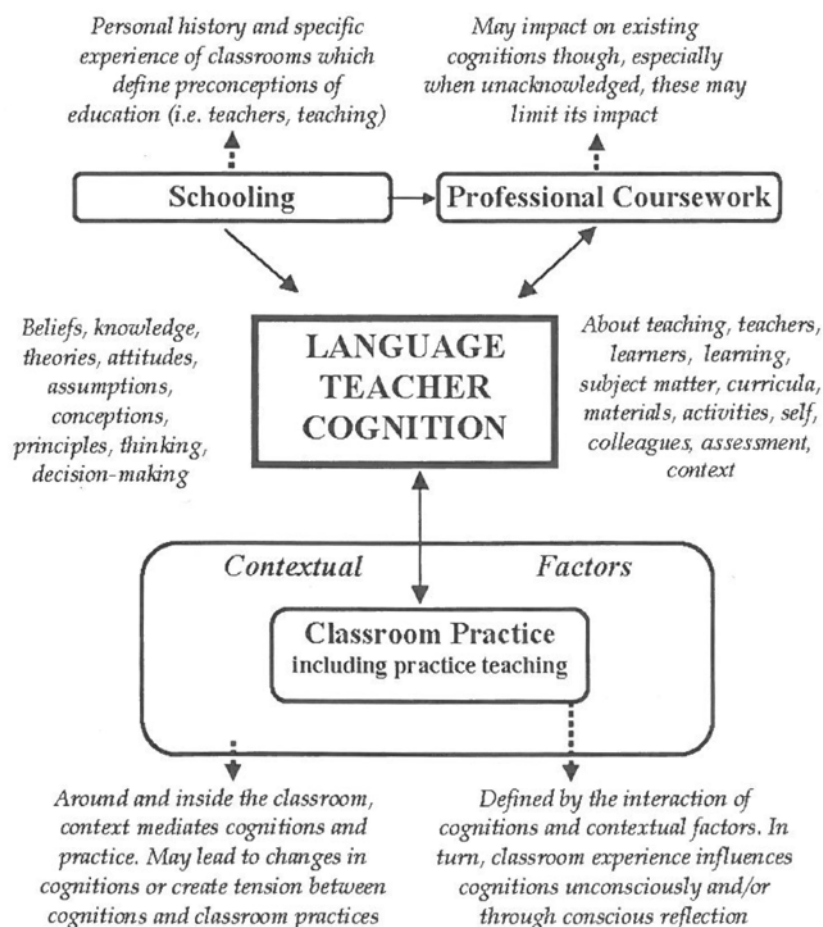 Personal history and specific
experience of classrooms which
define preconceptions of
education (i.e. teachers, teaching)
May impact on existing
cognitions though, especially
when unacknowledged, these may
limit its impact
Schooling
Professional Coursework
Beliefs, knowledge,
theories, attitudes,
assumptions,
conceptions,
principles, thinking,
decision-making
LANGUAGE
TEACHER
COGNITION
About teaching, teachers,
learners, learning,
subject matter, curricula,
materials, activities, self,
colleagues, assessment,
context
Contextual Factors
Classroom Practice
including practice teaching
Around and inside the classroom,
context mediates cognitions and
practice. May lead to changes in
cognitions or create tension between
cognitions and classroom practices
Defined by the interaction of
cognitions and contextual factors. In
turn, classroom experience influences
cognitions unconsciously and/or
through conscious reflection